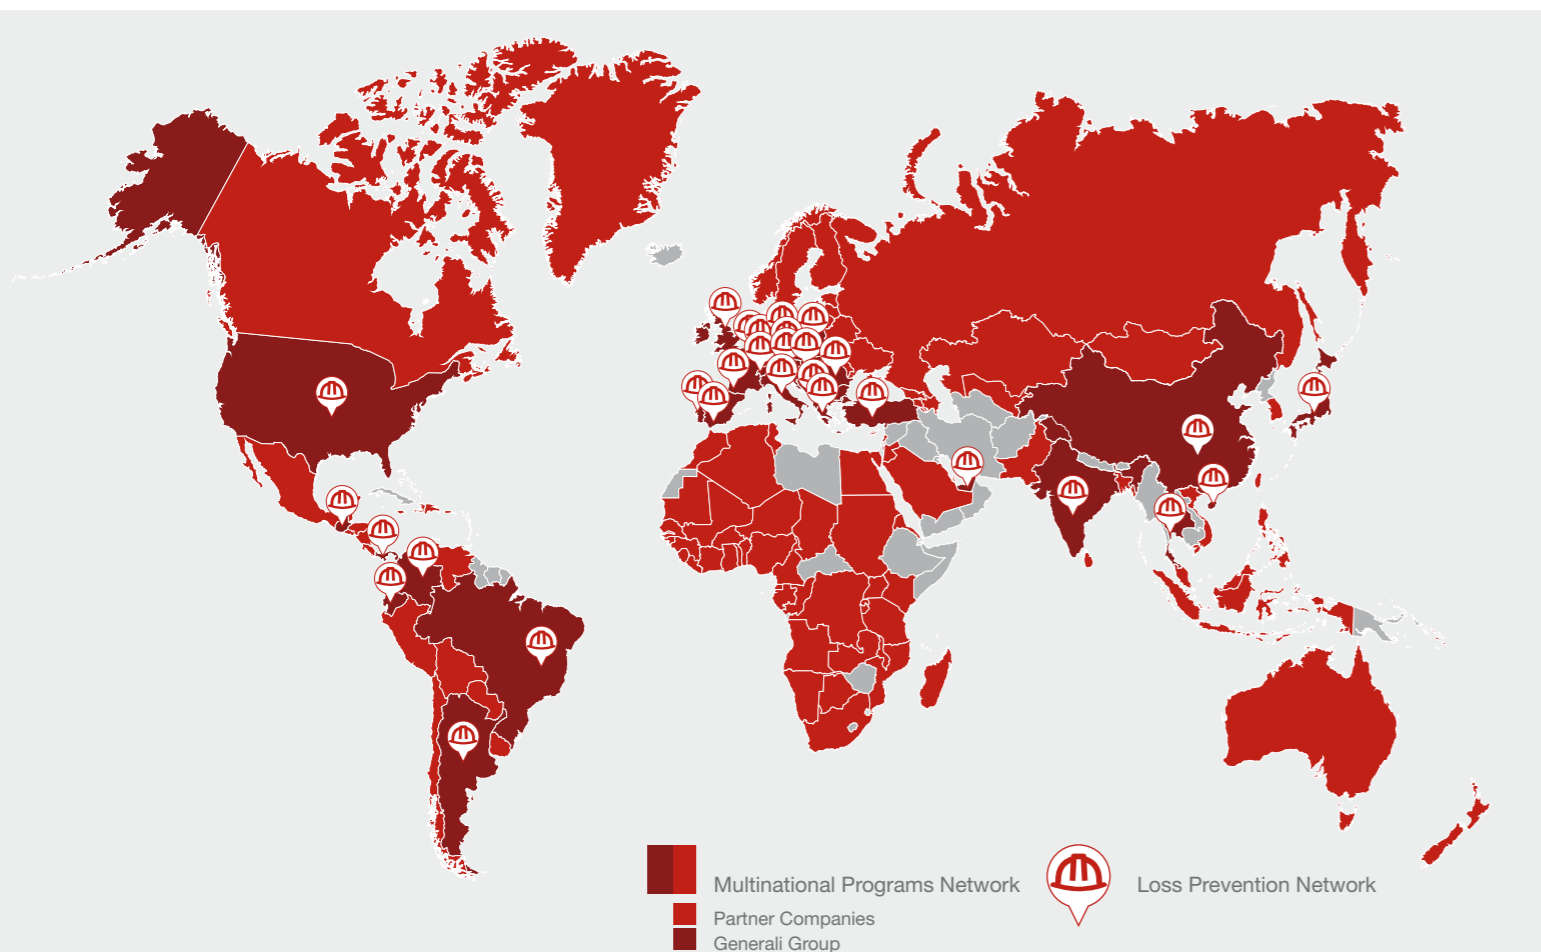 Multinational Programs Network
Partner Companies
Generali Group
Loss Prevention Network